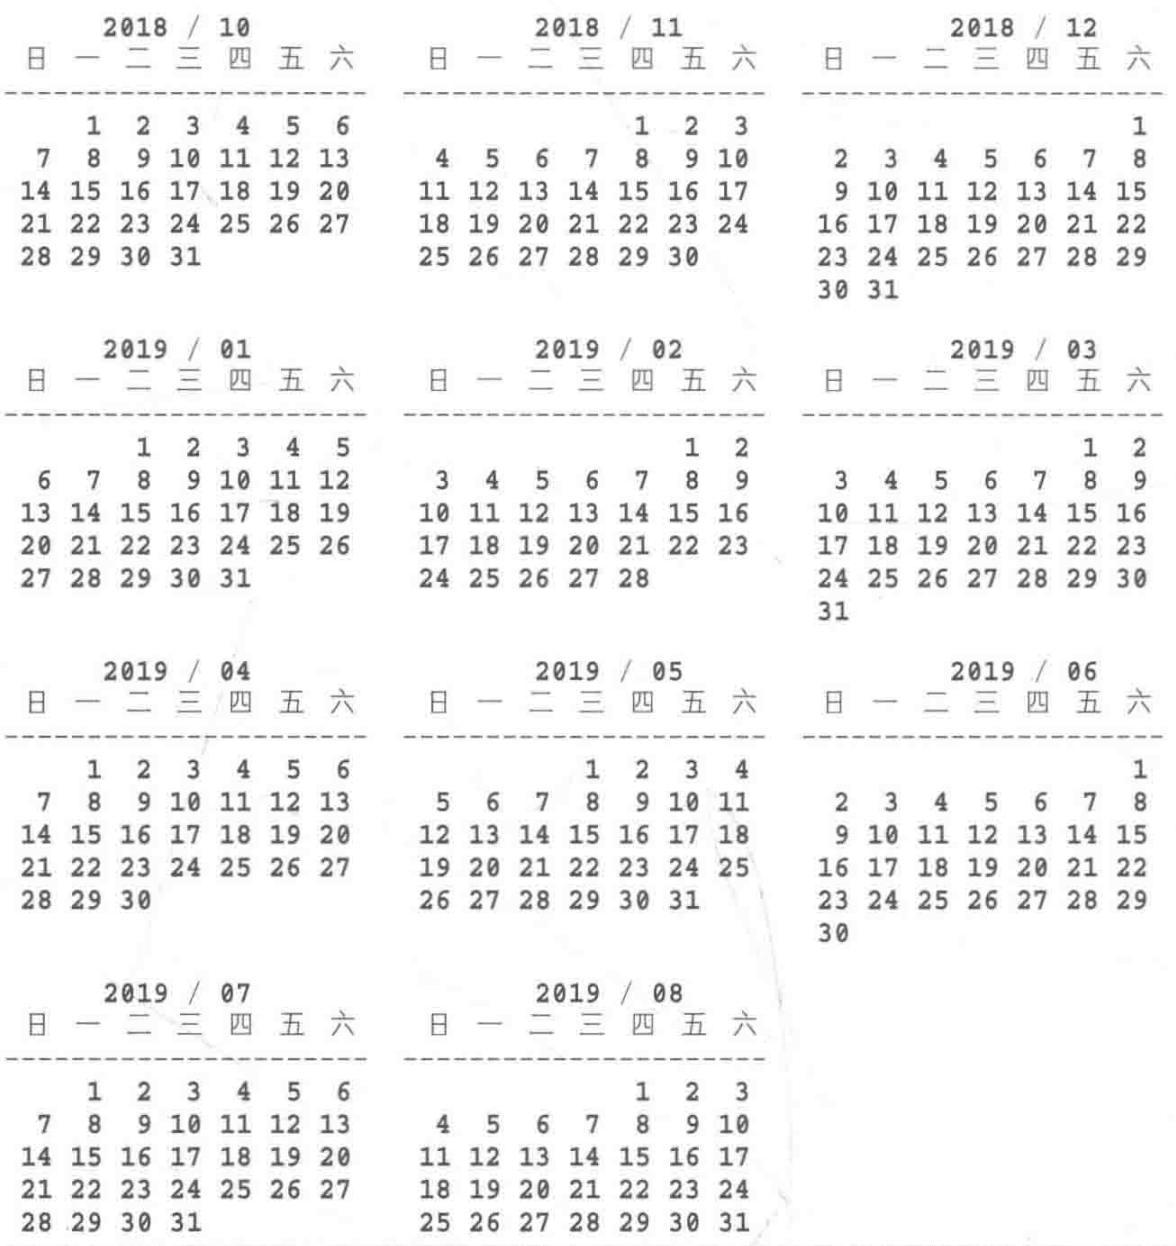 2018 / 10 2018 / 11 2018 / 12
日 一 二 三 四 五 六 日 一 二 三 四 五 六 日 一 二 三 四 五 六
---------------------- ---------------------- ----------------------
1 2 3 4 5 6 1 2 3 1
7 8 9 10 11 12 13 4 5 6 7 8 9 10 2 3 4 5 6 7 8
14 15 16 17 18 19 20 11 12 13 14 15 16 17 9 10 11 12 13 14 15
21 22 23 24 25 26 27 18 19 20 21 22 23 24 16 17 18 19 20 21 22
28 29 30 31 25 26 27 28 29 30 23 24 25 26 27 28 29
30 31
2019 / 01 2019 / 02 2019 / 03
日 一 二 三 四 五 六 日 一 二 三 四 五 六 日 一 二 三 四 五 六
---------------------- ---------------------- ----------------------
1 2 3 4 5 1 2 1 2
6 7 8 9 10 11 12 3 4 5 6 7 8 9 3 4 5 6 7 8 9
13 14 15 16 17 18 19 10 11 12 13 14 15 16 10 11 12 13 14 15 16
20 21 22 23 24 25 26 17 18 19 20 21 22 23 17 18 19 20 21 22 23
27 28 29 30 31 24 25 26 27 28 24 25 26 27 28 29 30
31
2019 / 04 2019 / 05 2019 / 06
日 一 二 三 四 五 六 日 一 二 三 四 五 六 日 一 二 三 四 五 六
---------------------- ---------------------- ----------------------
1 2 3 4 5 6 1 2 3 4 1
7 8 9 10 11 12 13 5 6 7 8 9 10 11 2 3 4 5 6 7 8
14 15 16 17 18 19 20 12 13 14 15 16 17 18 9 10 11 12 13 14 15
21 22 23 24 25 26 27 19 20 21 22 23 24 25 16 17 18 19 20 21 22
28 29 30 26 27 28 29 30 31 23 24 25 26 27 28 29
30
2019 / 07 2019 / 08
日 一 二 三 四 五 六 日 一 二 三 四 五 六
---------------------- ----------------------
1 2 3 4 5 6 1 2 3
7 8 9 10 11 12 13 4 5 6 7 8 9 10
14 15 16 17 18 19 20 11 12 13 14 15 16 17
21 22 23 24 25 26 27 18 19 20 21 22 23 24
28 29 30 31 25 26 27 28 29 30 31